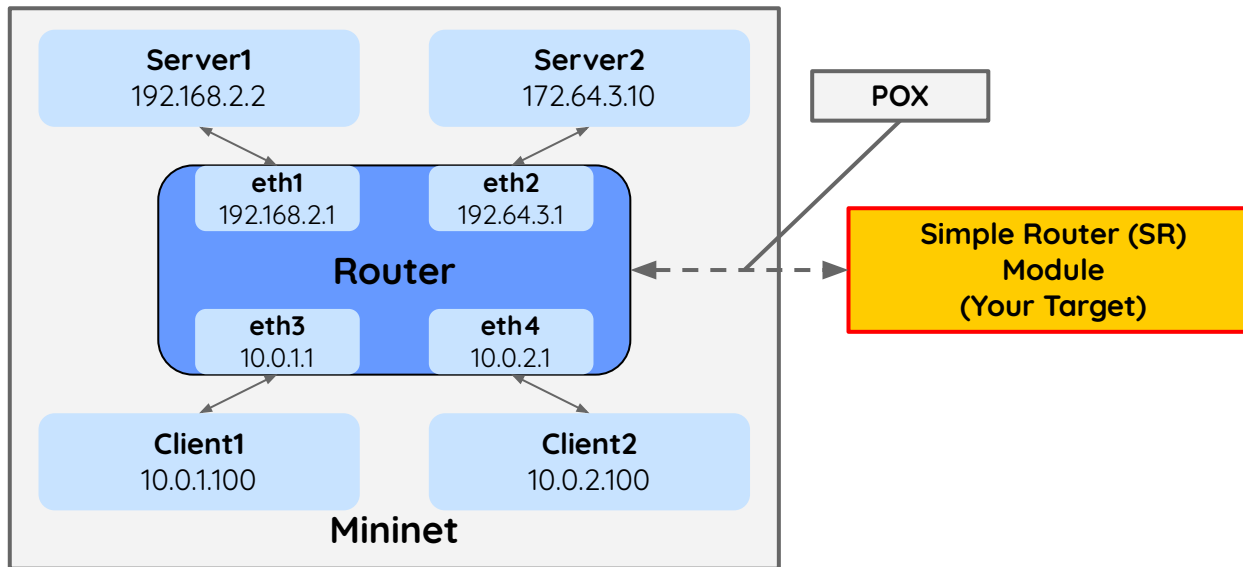 Server1
192.168.2.2
Server2
172.64.3.10
POX
eth1
192.168.2.1
eth2
192.64.3.1
Router
Simple Router (SR)
Module
(Your Target)
eth3
10.0.1.1
eth4
10.0.2.1
Client1
10.0.1.100
Client2
10.0.2.100
Mininet